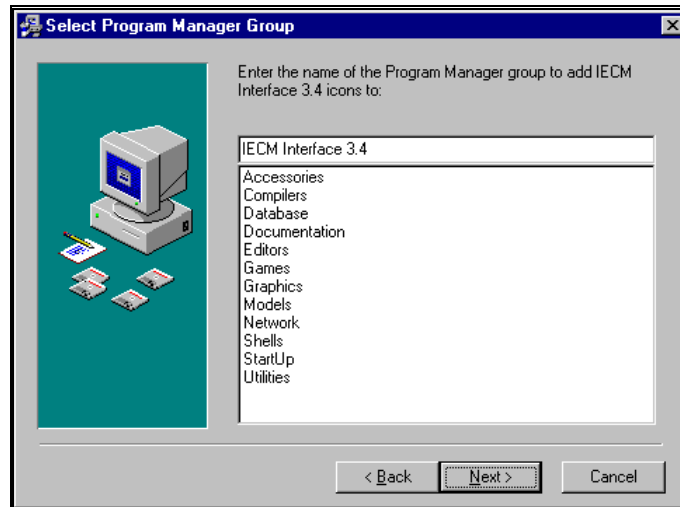 Select Program Manager Group
Enter the name of the Program Manager group to add IECM
Interface 3.4 icons to:
IECM Interface 3.4
Accessories
Compilers
Database
Documentation
Editors
Games
Graphics
Models
Network
Shells
StartUp
Utilities
< Back
Next >
Cancel